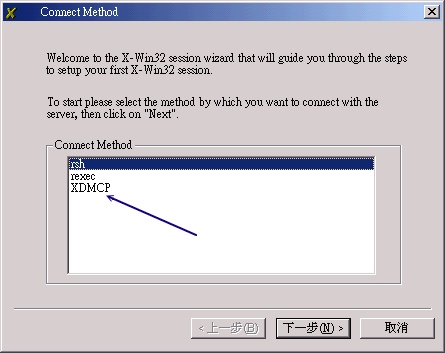 Connect Method
Welcome to the X-Win32 session wizard that will guide you through the steps
to setup your first X-Win32 session.
To start please select the method by which you want to connect with the
server, then click on "Next".
Connect Method
rsh
rexec
XDMCP
< 上一步(B)
下一步(N) >
取消